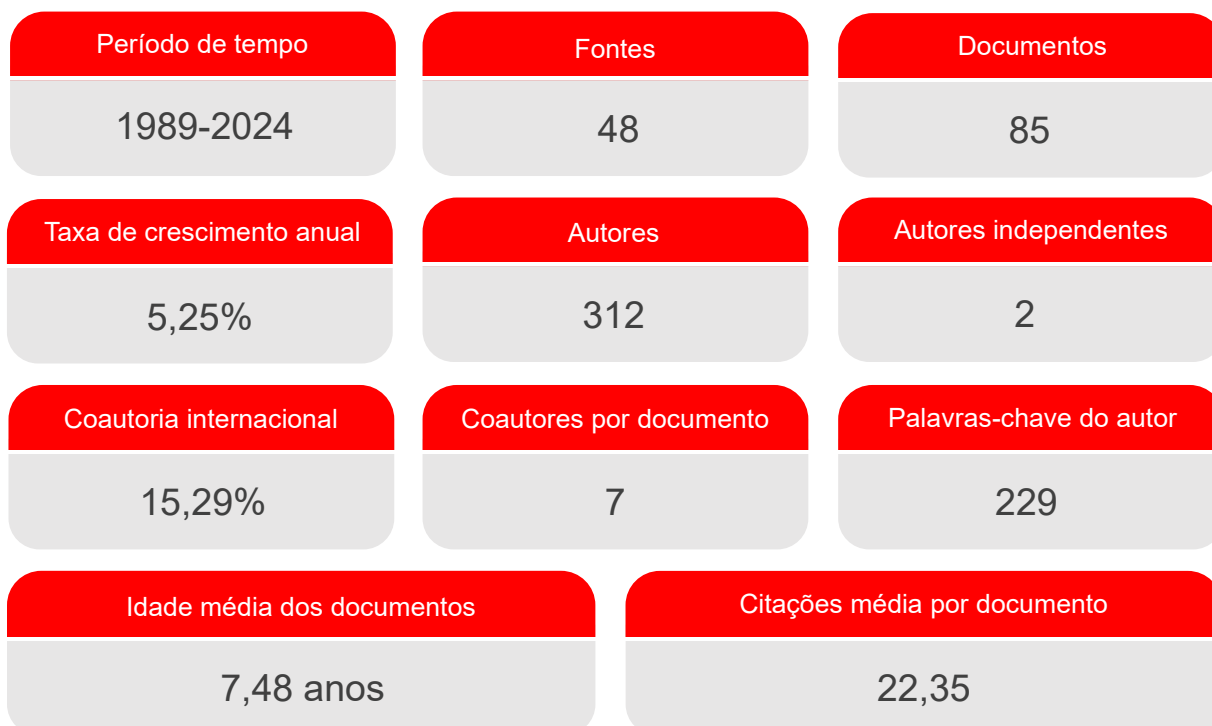 Período de tempo
1989-2024
Fontes
48
Documentos
85
Taxa de crescimento anual
5,25%
Autores
312
Autores independentes
2
Coautoria internacional
15,29%
Coautores por documento
7
Palavras-chave do autor
229
Idade média dos documentos
7,48 anos
Citações média por documento
22,35